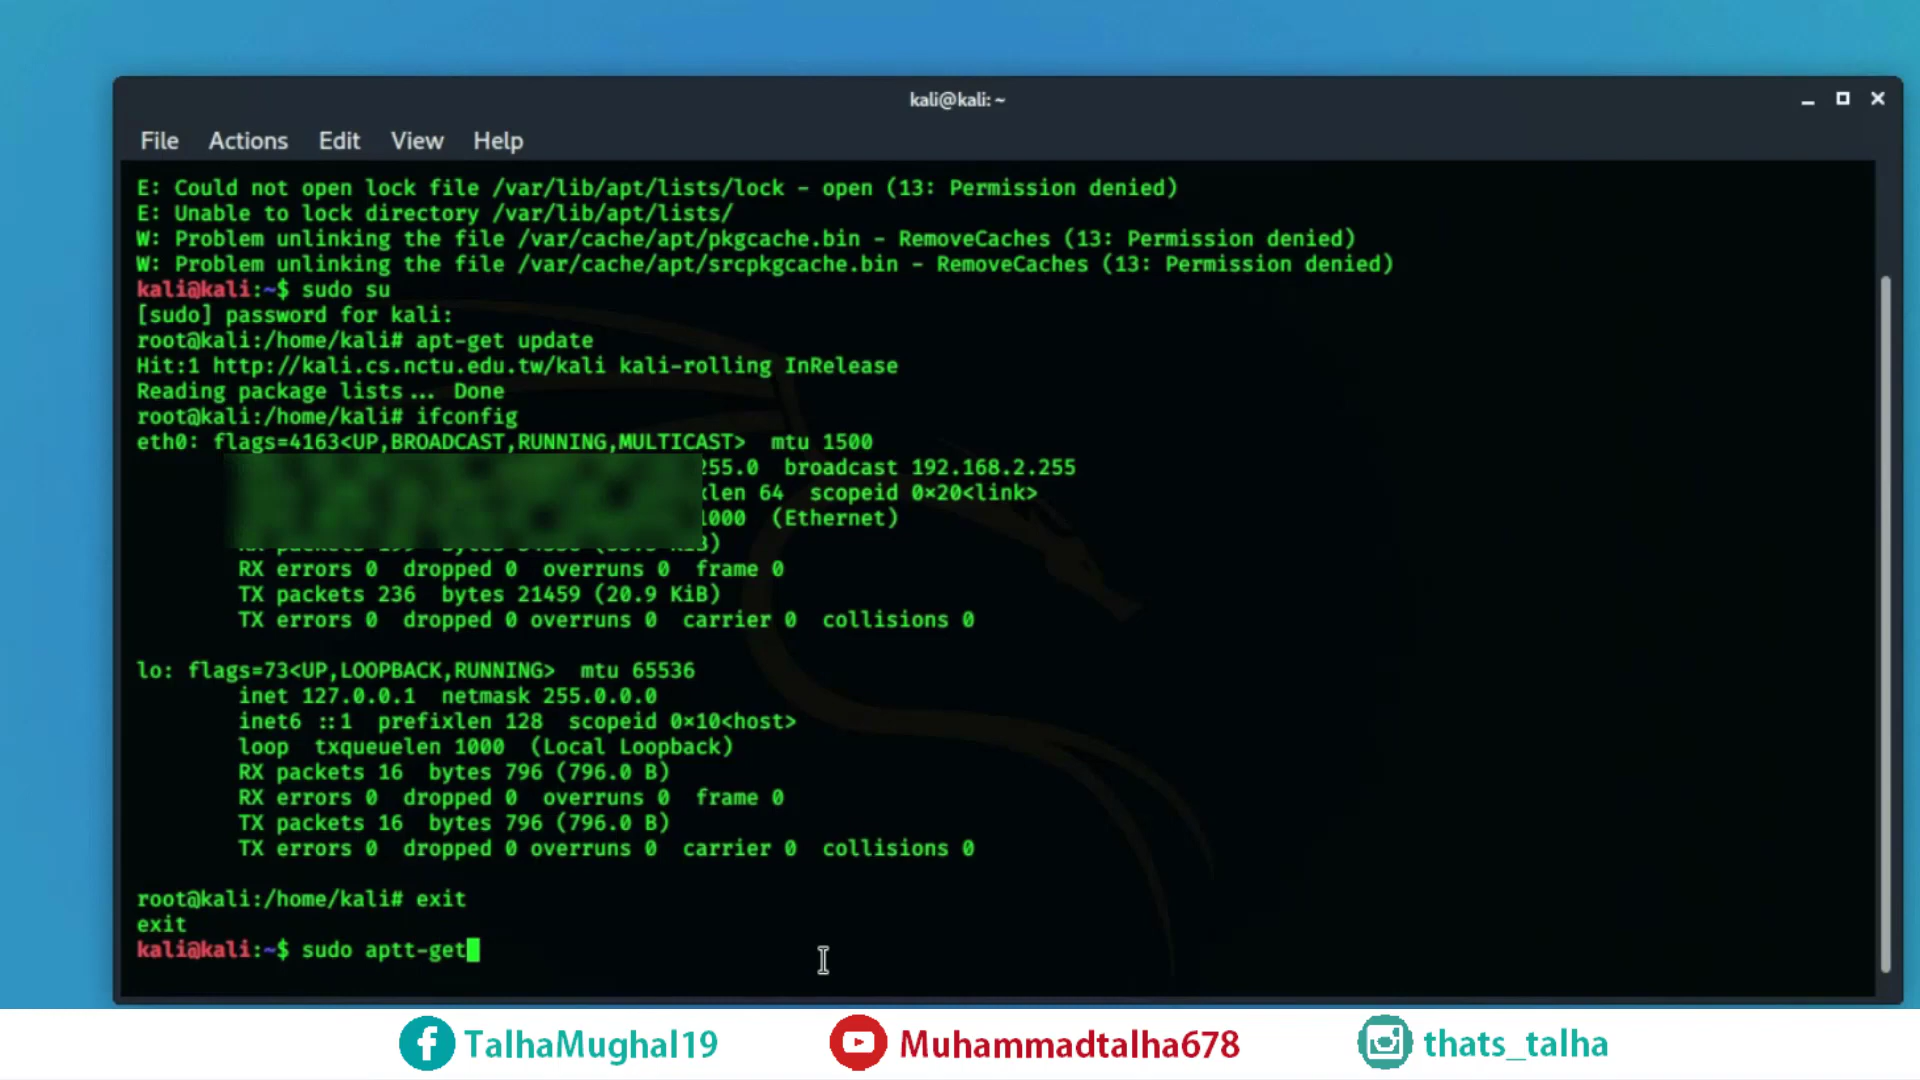 kali@kali: ~
File Actions Edit View Help
E: Could not open lock file /var/lib/apt/lists/lock - open (13: Permission denied)
E: Unable to lock directory /var/lib/apt/lists/
W: Problem unlinking the file /var/cache/apt/pkgcache.bin - RemoveCaches (13: Permission denied)
W: Problem unlinking the file /var/cache/apt/srcpkgcache.bin - RemoveCaches (13: Permission denied)
kali@kali:~$ sudo su
[sudo] password for kali:
root@kali:/home/kali# apt-get update
Hit:1 http://kali.cs.nctu.edu.tw/kali kali-rolling InRelease
Reading package lists... Done
root@kali:/home/kali# ifconfig
eth0: flags=4163<UP,BROADCAST,RUNNING,MULTICAST>  mtu 1500
255.0  broadcast 192.168.2.255
64  scopeid 0×20<link>
1000  (Ethernet)
RX errors 0  dropped 0  overruns 0  frame 0
TX packets 236  bytes 21459 (20.9 KiB)
TX errors 0  dropped 0 overruns 0  carrier 0  collisions 0
lo: flags=73<UP,LOOPBACK,RUNNING>  mtu 65536
inet 127.0.0.1  netmask 255.0.0.0
inet6 ::1  prefixlen 128  scopeid 0×10<host>
loop  txqueuelen 1000  (Local Loopback)
RX packets 16  bytes 796 (796.0 B)
RX errors 0  dropped 0  overruns 0  frame 0
TX packets 16  bytes 796 (796.0 B)
TX errors 0  dropped 0 overruns 0  carrier 0  collisions 0
root@kali:/home/kali# exit
exit
kali@kali:~$ sudo aptt-get
TalhaMughal19 Muhammadtalha678 thats_talha